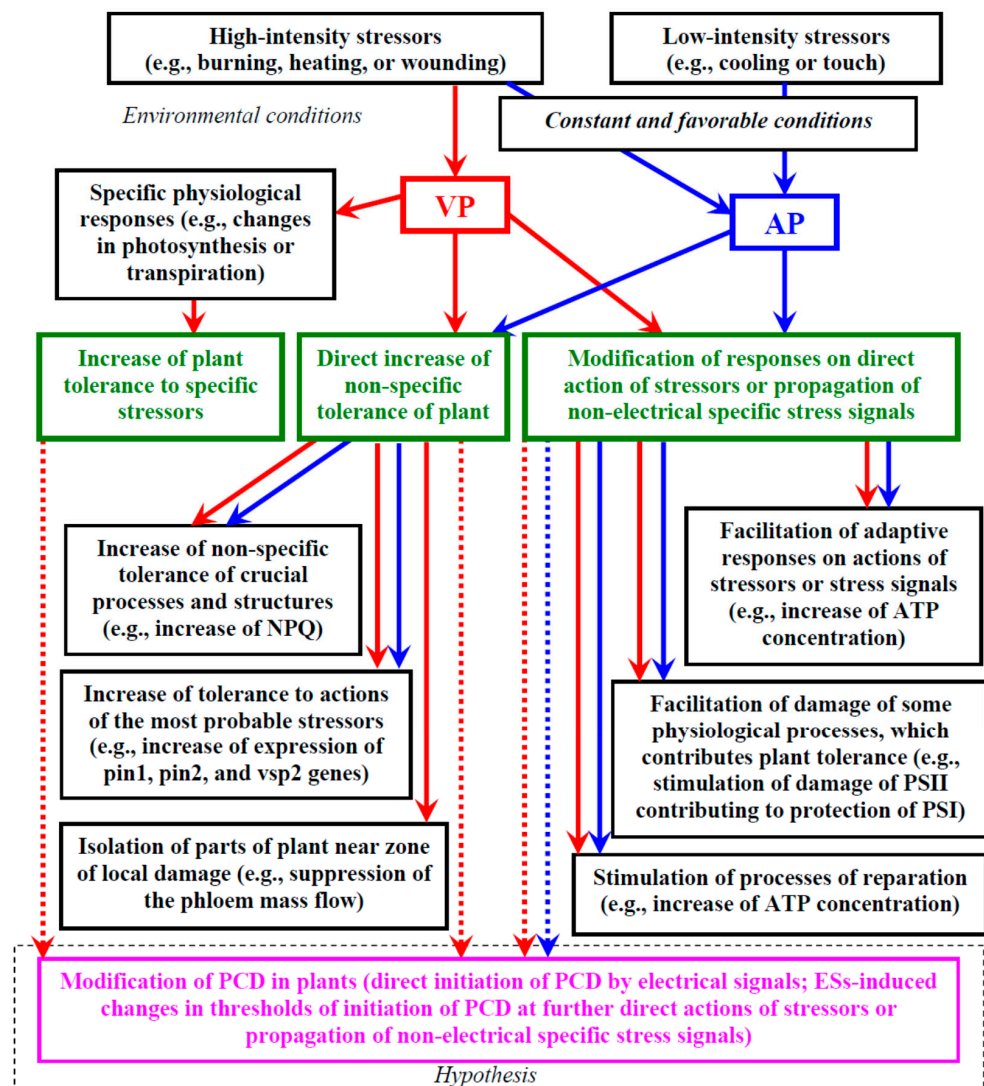 High-intensity stressors
(e.g., burning, heating, or wounding)
Low-intensity stressors
(e.g., cooling or touch)
Environmental conditions
Constant and favorable conditions
Specific physiological
responses (e.g., changes
in photosynthesis or
transpiration)
VP
AP
Increase of plant
tolerance to specific
stressors
Direct increase of
non-specific
tolerance of plant
Modification of responses on direct
action of stressors or propagation of
non-electrical specific stress signals
Increase of non-specific
tolerance of crucial
processes and structures
(e.g., increase of NPQ)
Facilitation of adaptive
responses on actions of
stressors or stress signals
(e.g., increase of ATP
concentration)
Increase of tolerance to actions
of the most probable stressors
(e.g., increase of expression of
pin1, pin2, and vsp2 genes)
Facilitation of damage of some
physiological processes, which
contributes plant tolerance (e.g.,
stimulation of damage of PSII
contributing to protection of PSI)
Isolation of parts of plant near zone
of local damage (e.g., suppression of
the phloem mass flow)
Stimulation of processes of reparation
(e.g., increase of ATP concentration)
Modification of PCD in plants (direct initiation of PCD by electrical signals; ESs-induced
changes in thresholds of initiation of PCD at further direct actions of stressors or
propagation of non-electrical specific stress signals)
Hypothesis